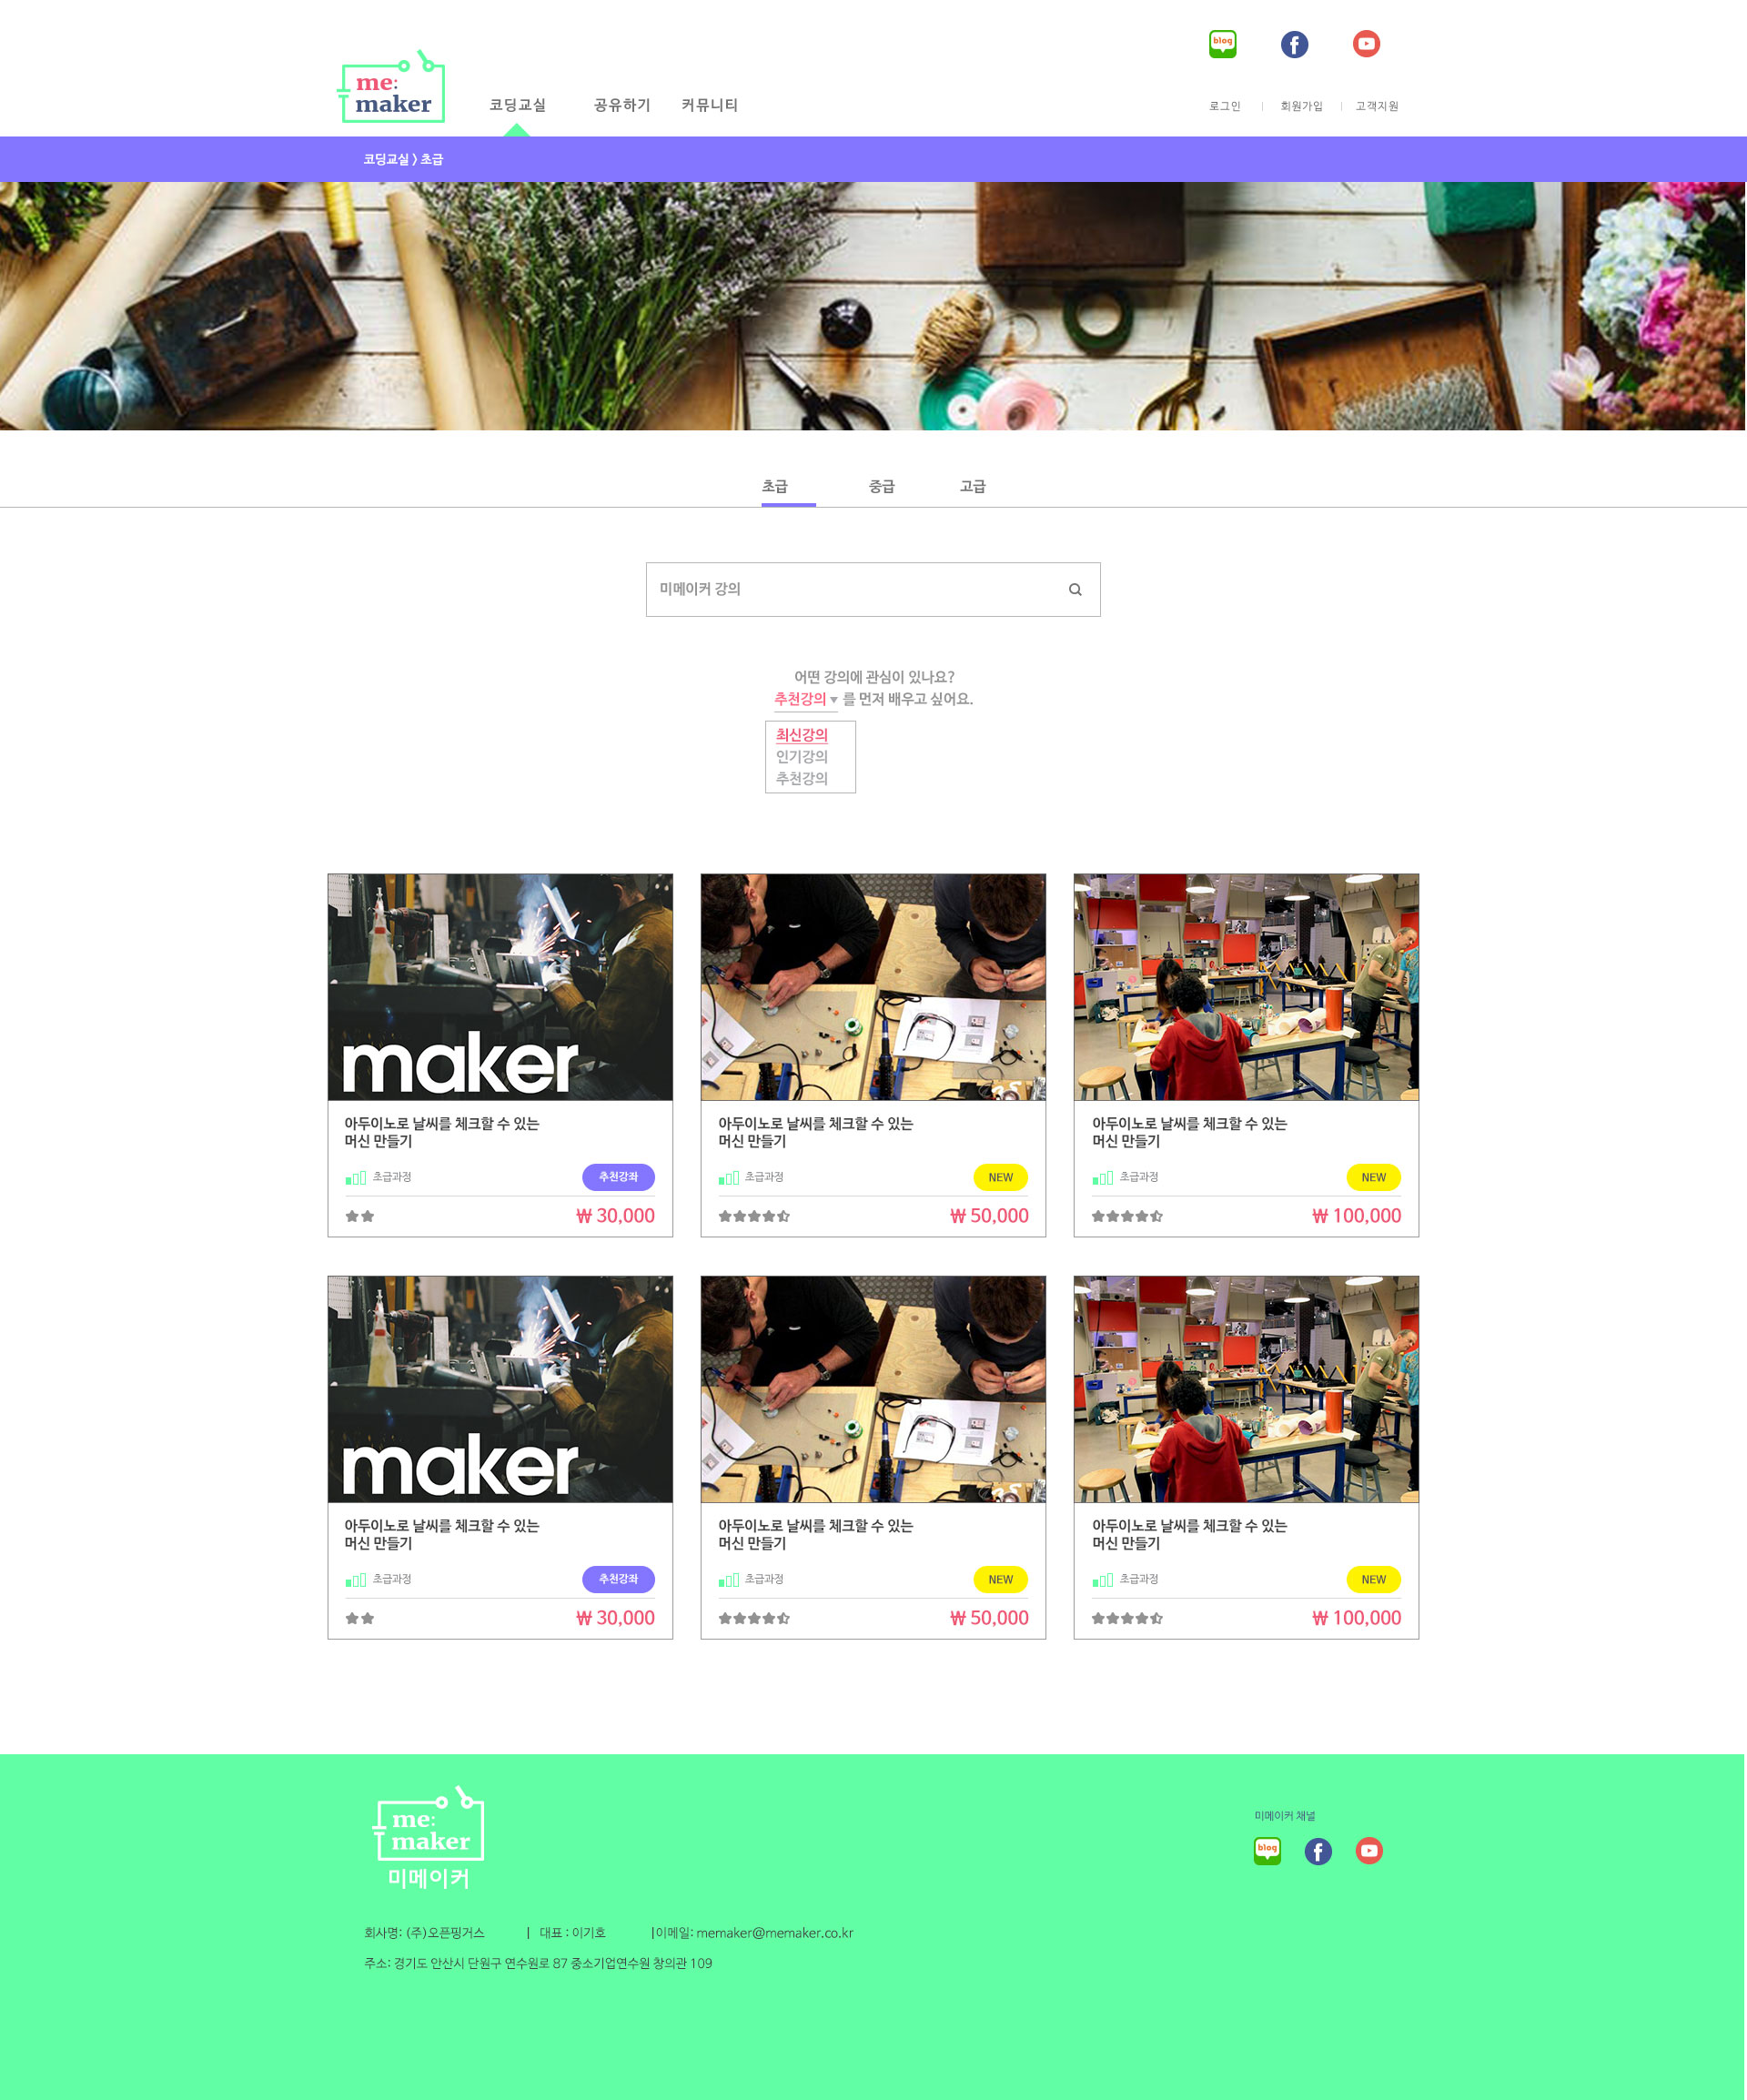 blog
me:
maker
코딩교실 공유하기 커뮤니티
로그인 | 회원가입 | 고객지원
코딩교실 > 초급
초급 중급 고급
미메이커 강의
어떤 강의에 관심이 있나요?
추천강의 를 먼저 배우고 싶어요.
최신강의
인기강의
추천강의
maker
아두이노로 날씨를 체크할 수 있는
머신 만들기
초급과정 추천강좌
₩ 30,000
아두이노로 날씨를 체크할 수 있는
머신 만들기
초급과정 NEW
₩ 50,000
아두이노로 날씨를 체크할 수 있는
머신 만들기
초급과정 NEW
₩ 100,000
maker
아두이노로 날씨를 체크할 수 있는
머신 만들기
초급과정 추천강좌
₩ 30,000
아두이노로 날씨를 체크할 수 있는
머신 만들기
초급과정 NEW
₩ 50,000
아두이노로 날씨를 체크할 수 있는
머신 만들기
초급과정 NEW
₩ 100,000
me:
maker
미메이커
미메이커 채널
blog
회사명: (주)오픈핑거스 | 대표 : 이기호 |이메일: memaker@memaker.co.kr
주소: 경기도 안산시 단원구 연수원로 87 중소기업연수원 창의관 109